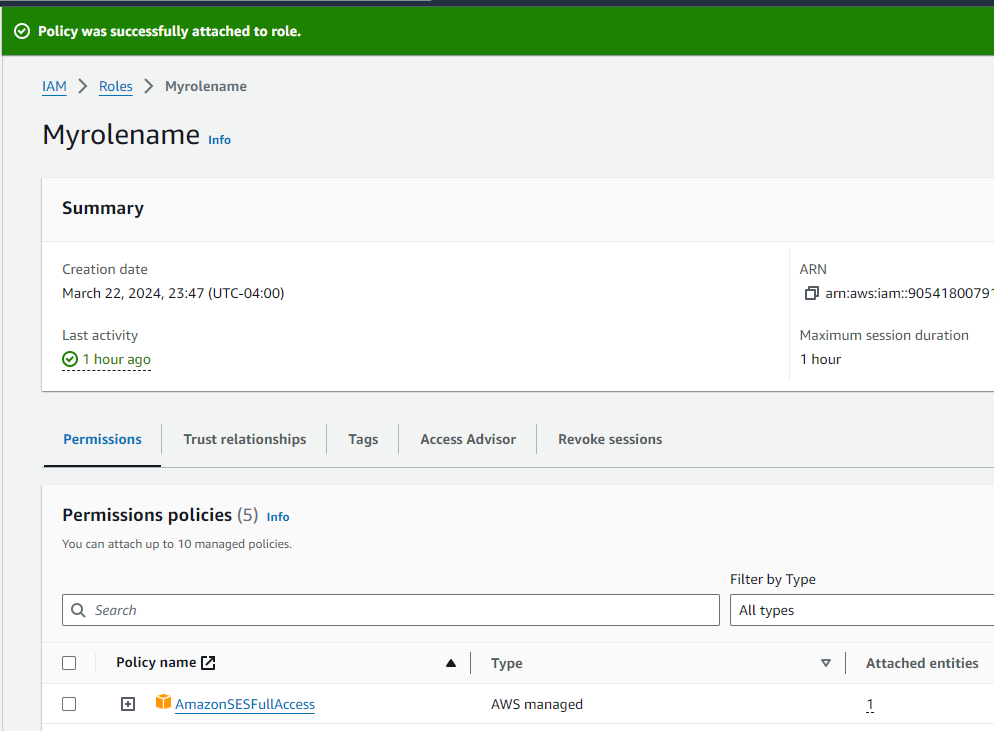 Policy was successfully attached to role.
IAM > Roles > Myrolename
Myrolename Info
Summary
Creation date
March 22, 2024, 23:47 (UTC-04:00)
ARN
arn:aws:iam::90541800791
Last activity
1 hour ago
Maximum session duration
1 hour
Permissions Trust relationships Tags Access Advisor Revoke sessions
Permissions policies (5) Info
You can attach up to 10 managed policies.
Filter by Type
Search
All types
Policy name Type Attached entities
AmazonSESFullAccess AWS managed 1